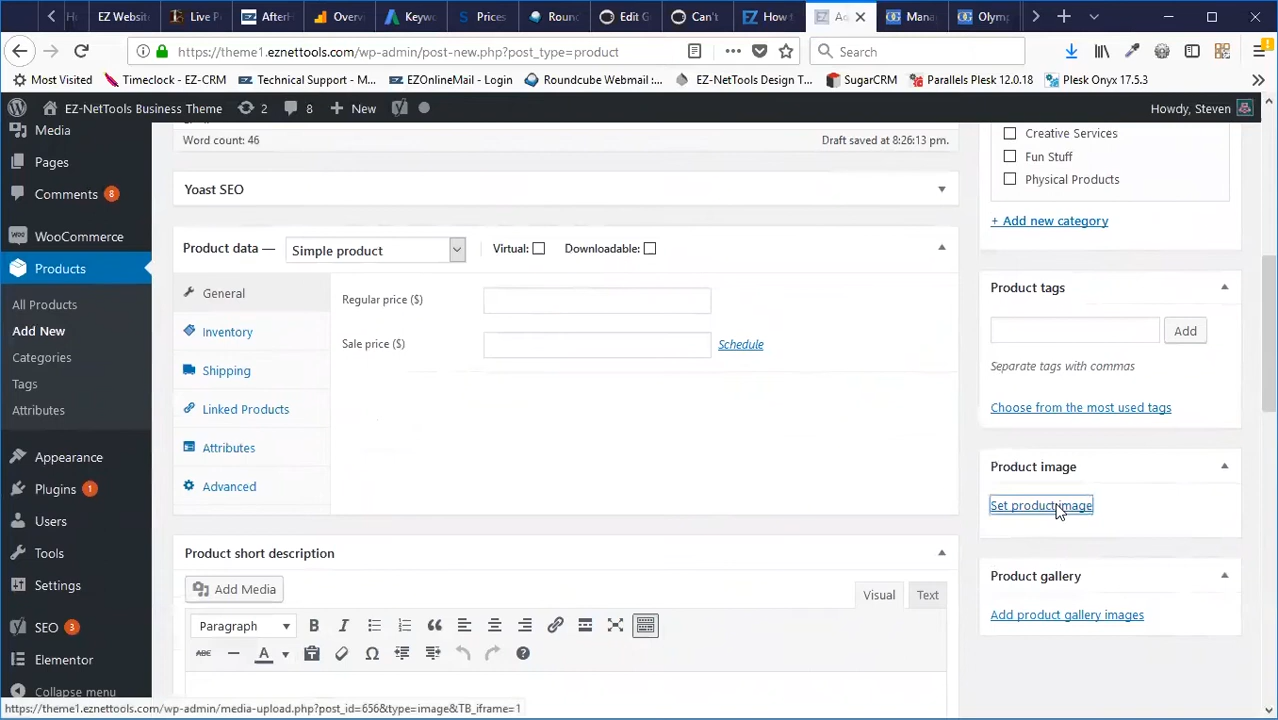 EZ Website
Live P
AfterH
Overv
Keywo
Prices
Round
Edit G
Can't
How t
Ad
Mana
Olymp
https://theme1.eznettools.com/wp-admin/post-new.php?post_type=product
Search
Most Visited
Timeclock - EZ-CRM
Technical Support - M...
EZOnlineMail - Login
Roundcube Webmail :...
EZ-NetTools Design T...
SugarCRM
Parallels Plesk 12.0.18
Plesk Onyx 17.5.3
EZ-NetTools Business Theme
2
8
New
Howdy, Steven
Media
Pages
Comments 8
WooCommerce
Products
All Products
Add New
Categories
Tags
Attributes
Appearance
Plugins 1
Users
Tools
Settings
SEO 3
Elementor
Collapse menu
Word count: 46
Draft saved at 8:26:13 pm.
Yoast SEO
Product data — Simple product
Virtual:
Downloadable:
General
Inventory
Shipping
Linked Products
Attributes
Advanced
Regular price ($)
Sale price ($)
Schedule
Product short description
Add Media
Visual
Text
Paragraph
B I
ABC
A
Creative Services
Fun Stuff
Physical Products
+ Add new category
Product tags
Add
Separate tags with commas
Choose from the most used tags
Product image
Set product image
Product gallery
Add product gallery images
https://theme1.eznettools.com/wp-admin/media-upload.php?post_id=656&type=image&TB_iframe=1